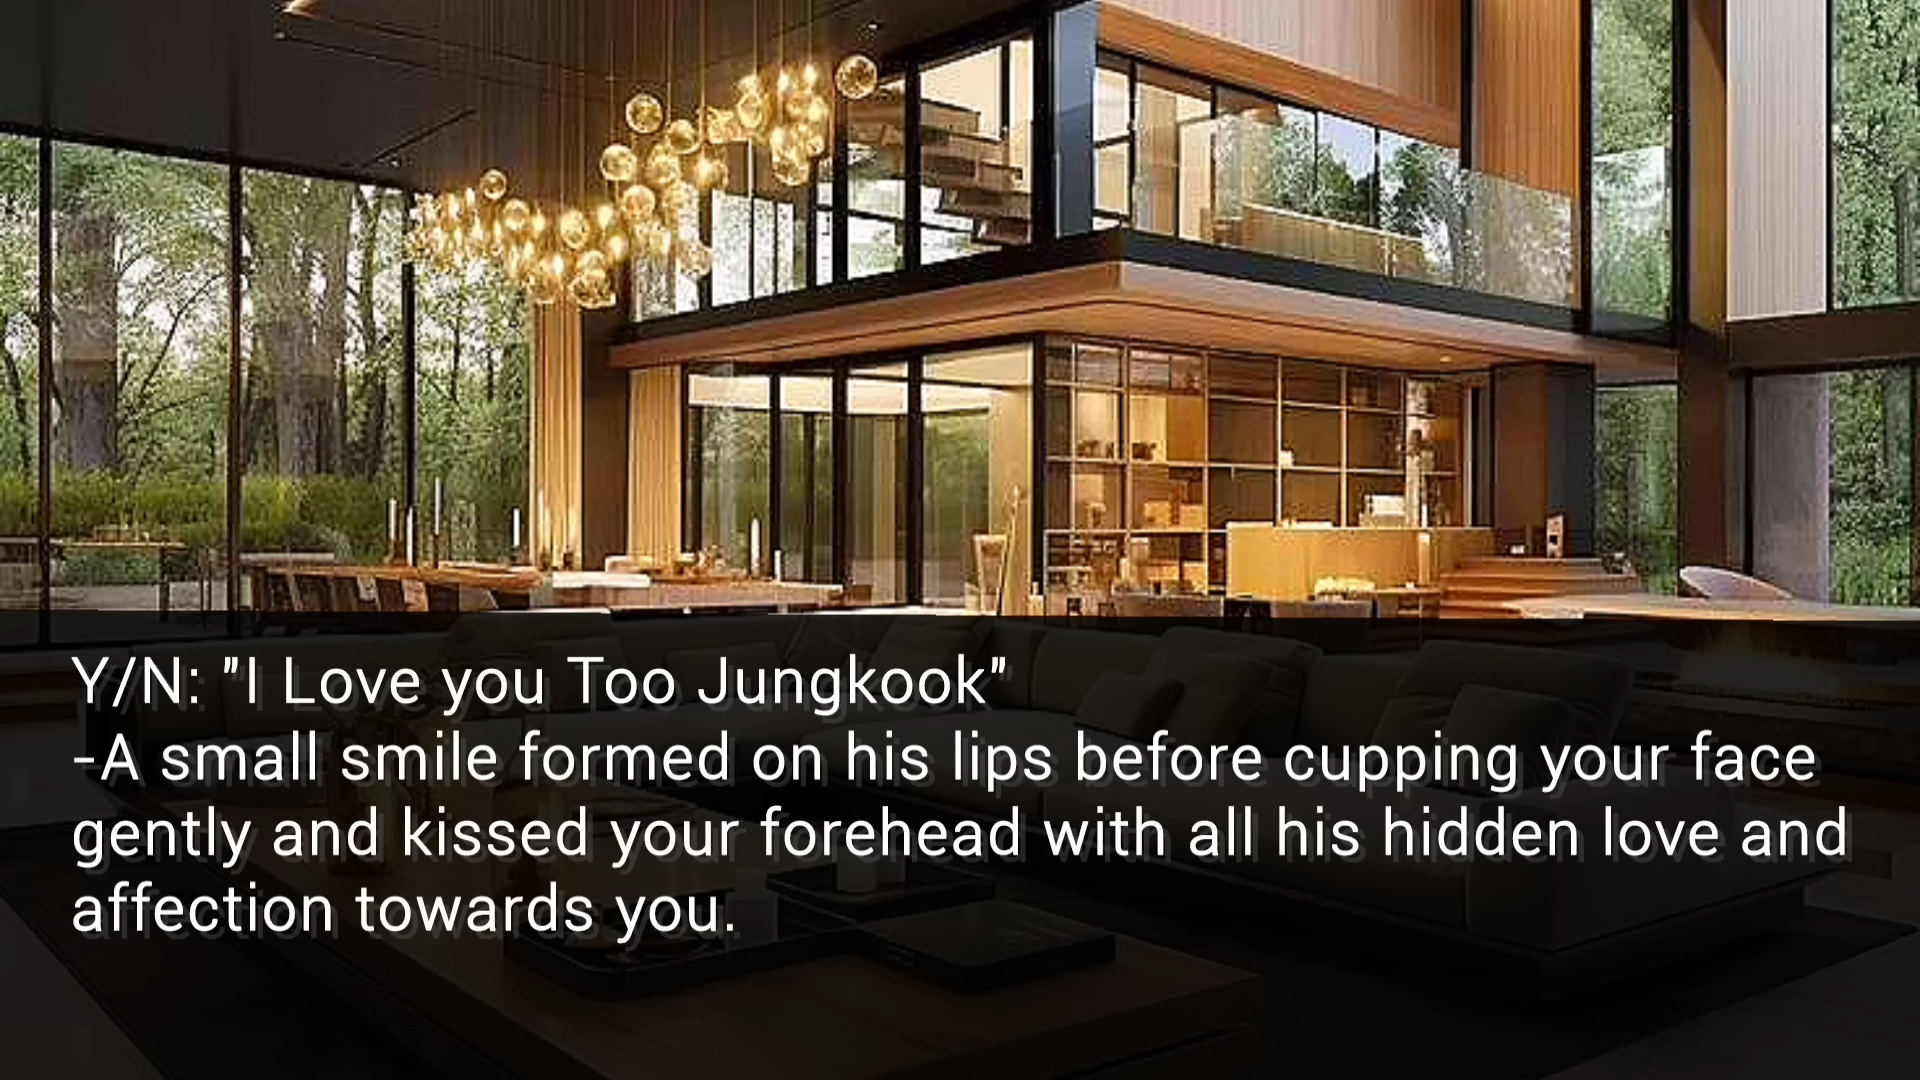 Y/N: "I Love you Too Jungkook"
-A small smile formed on his lips before cupping your face
gently and kissed your forehead with all his hidden love and
affection towards you.